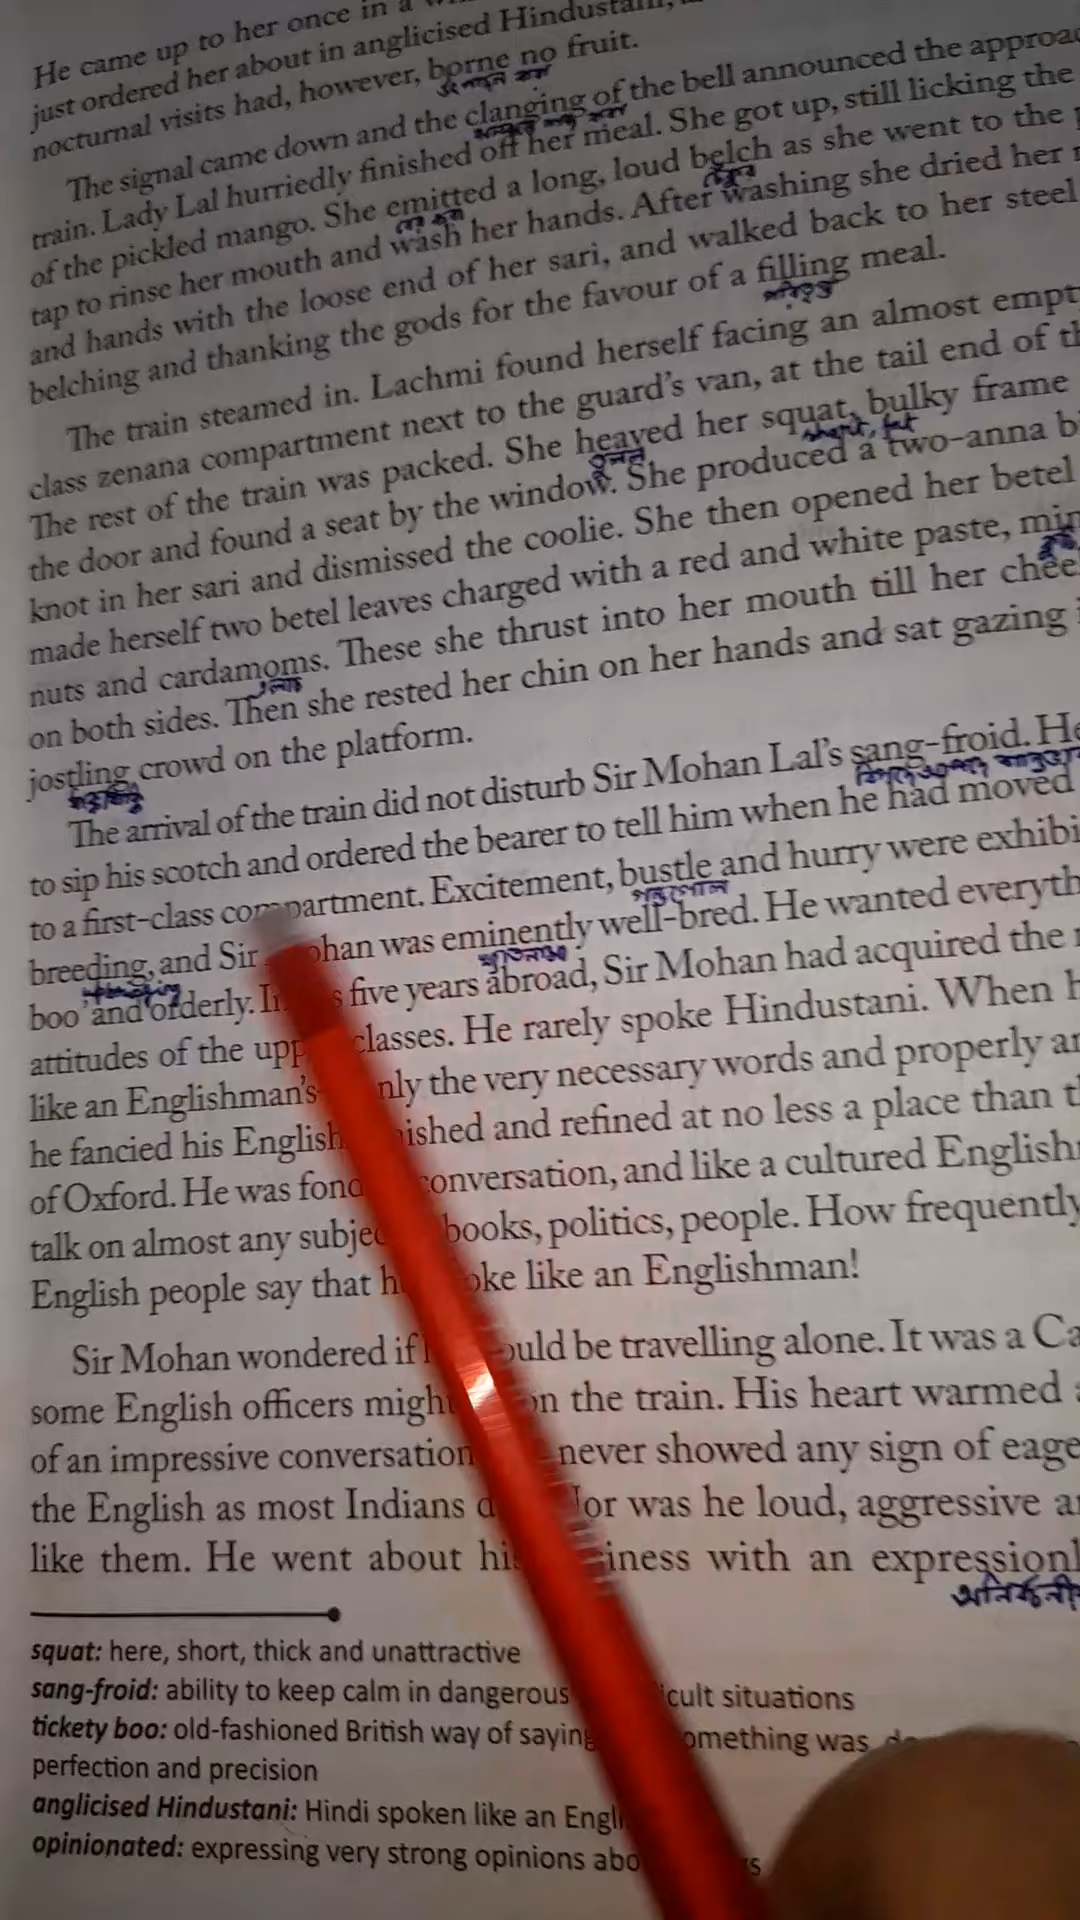 He came up to her once in a
just ordered her about in anglicised Hindustani,
nocturnal visits had, however, borne no fruit.
The signal came down and the clanging of the bell announced the approach
train. Lady Lal hurriedly finished off her meal. She got up, still licking the
of the pickled mango. She emitted a long, loud belch as she went to the
tap to rinse her mouth and wash her hands. After washing she dried her
and hands with the loose end of her sari, and walked back to her steel
belching and thanking the gods for the favour of a filling meal.
The train steamed in. Lachmi found herself facing an almost empt
class zenana compartment next to the guard's van, at the tail end of th
The rest of the train was packed. She heaved her squat, bulky frame
short, fat
the door and found a seat by the window. She produced a two-anna b
knot in her sari and dismissed the coolie. She then opened her betel
made herself two betel leaves charged with a red and white paste, min
nuts and cardamoms. These she thrust into her mouth till her chee
on both sides. Then she rested her chin on her hands and sat gazing
jostling crowd on the platform.
The arrival of the train did not disturb Sir Mohan Lal's sang-froid. He
to sip his scotch and ordered the bearer to tell him when he had moved
to a first-class compartment. Excitement, bustle and hurry were exhibi
breeding, and Sir Mohan was eminently well-bred. He wanted everyth
boo and orderly. In five years abroad, Sir Mohan had acquired the
attitudes of the upp classes. He rarely spoke Hindustani. When h
like an Englishman's nly the very necessary words and properly an
he fancied his English ished and refined at no less a place than t
of Oxford. He was fond conversation, and like a cultured English
talk on almost any subjec books, politics, people. How frequently
English people say that h oke like an Englishman!
Sir Mohan wondered if ould be travelling alone. It was a Ca
some English officers might on the train. His heart warmed
of an impressive conversation never showed any sign of eage
the English as most Indians d Nor was he loud, aggressive a
like them. He went about his iness with an expressionl
squat: here, short, thick and unattractive
sang-froid: ability to keep calm in dangerous icult situations
tickety boo: old-fashioned British way of saying omething was
perfection and precision
anglicised Hindustani: Hindi spoken like an Engli
opinionated: expressing very strong opinions abo s